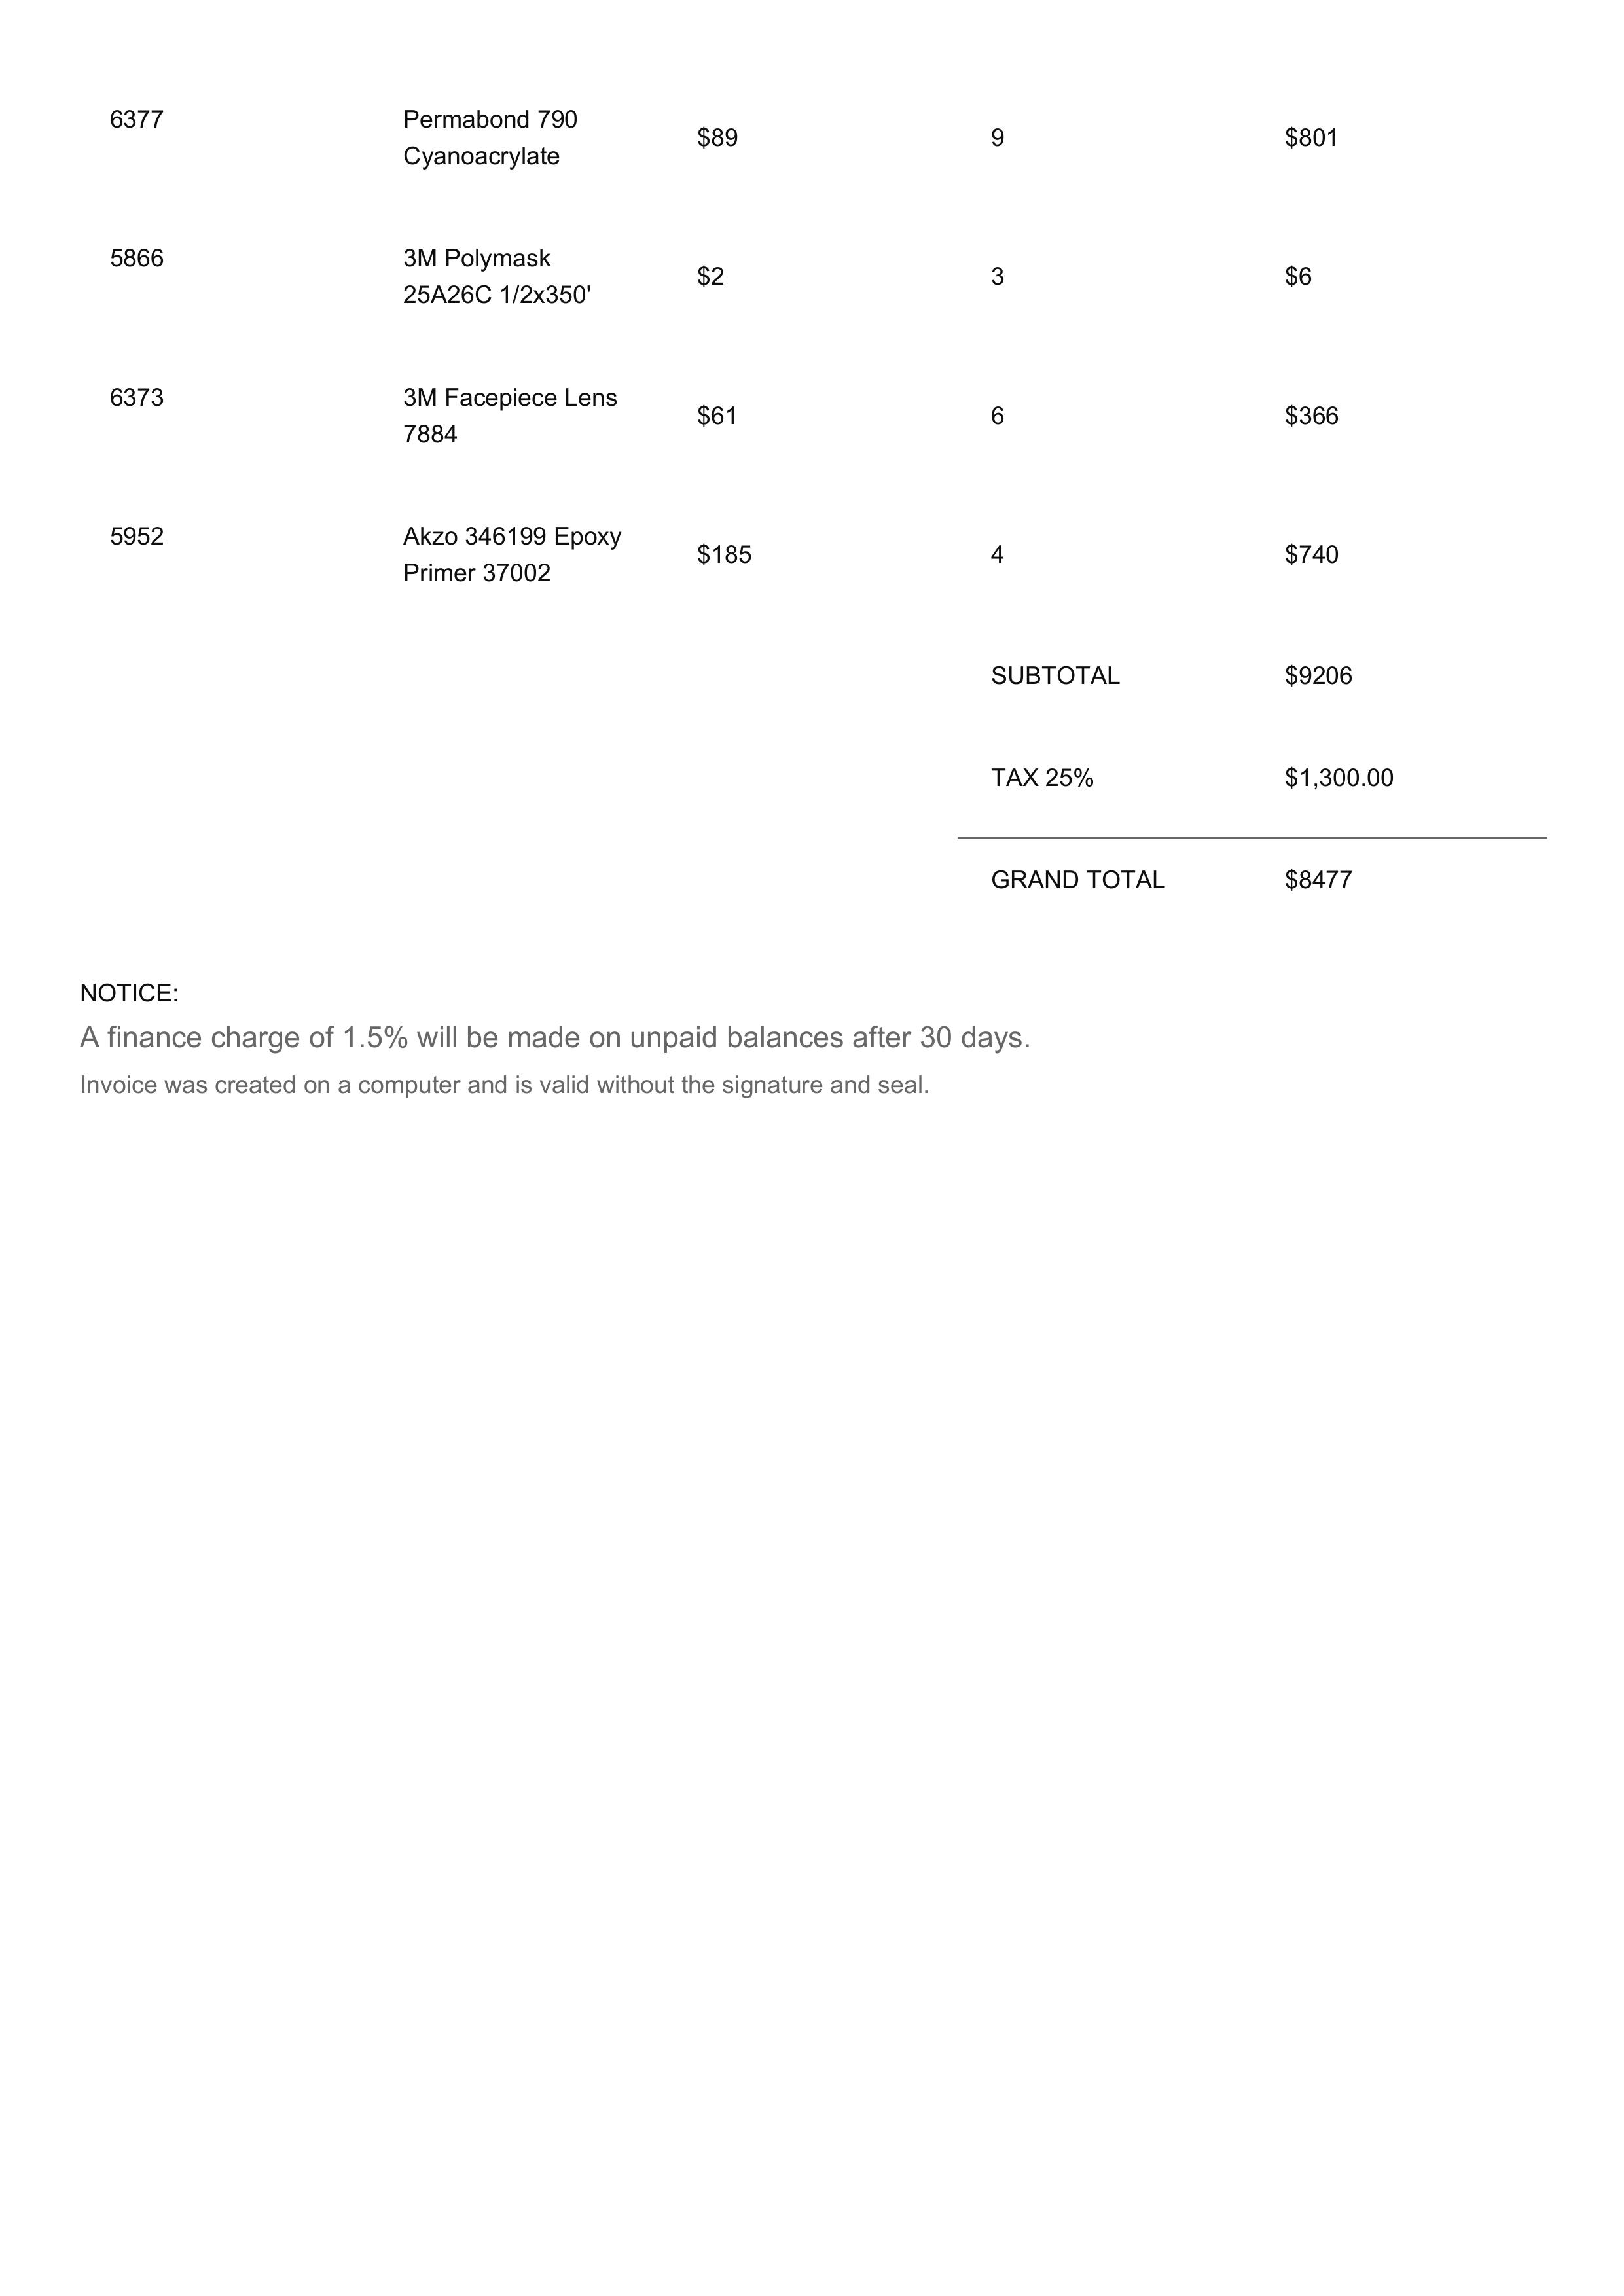 6377 Permabond 790 $89 9 $801
Cyanoacrylate
5866 3M Polymask $2 3 $6
25A26C 1/2x350'
6373 3M Facepiece Lens $61 6 $366
7884
5952 Akzo 346199 Epoxy $185 4 $740
Primer 37002
SUBTOTAL $9206
TAX 25% $1,300.00
GRAND TOTAL $8477
NOTICE:
A finance charge of 1.5% will be made on unpaid balances after 30 days.
Invoice was created on a computer and is valid without the signature and seal.